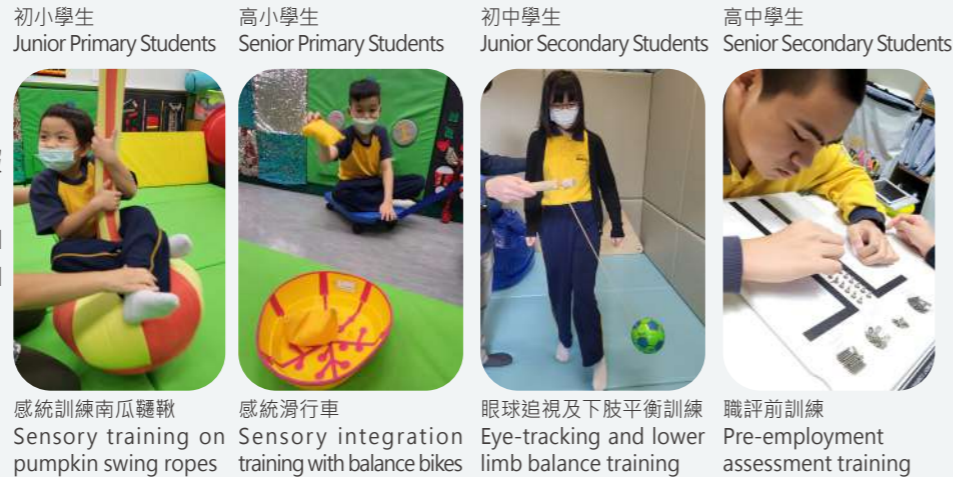 初小學生
Junior Primary Students
感統訓練南瓜韆鞦
Sensory training on
pumpkin swing ropes
高小學生
Senior Primary Students
感統滑行車
Sensory integration
training with balance bikes
初中學生
Junior Secondary Students
眼球追視及下肢平衡訓練
Eye-tracking and lower
limb balance training
高中學生
Senior Secondary Students
職評前訓練
Pre-employment
assessment training